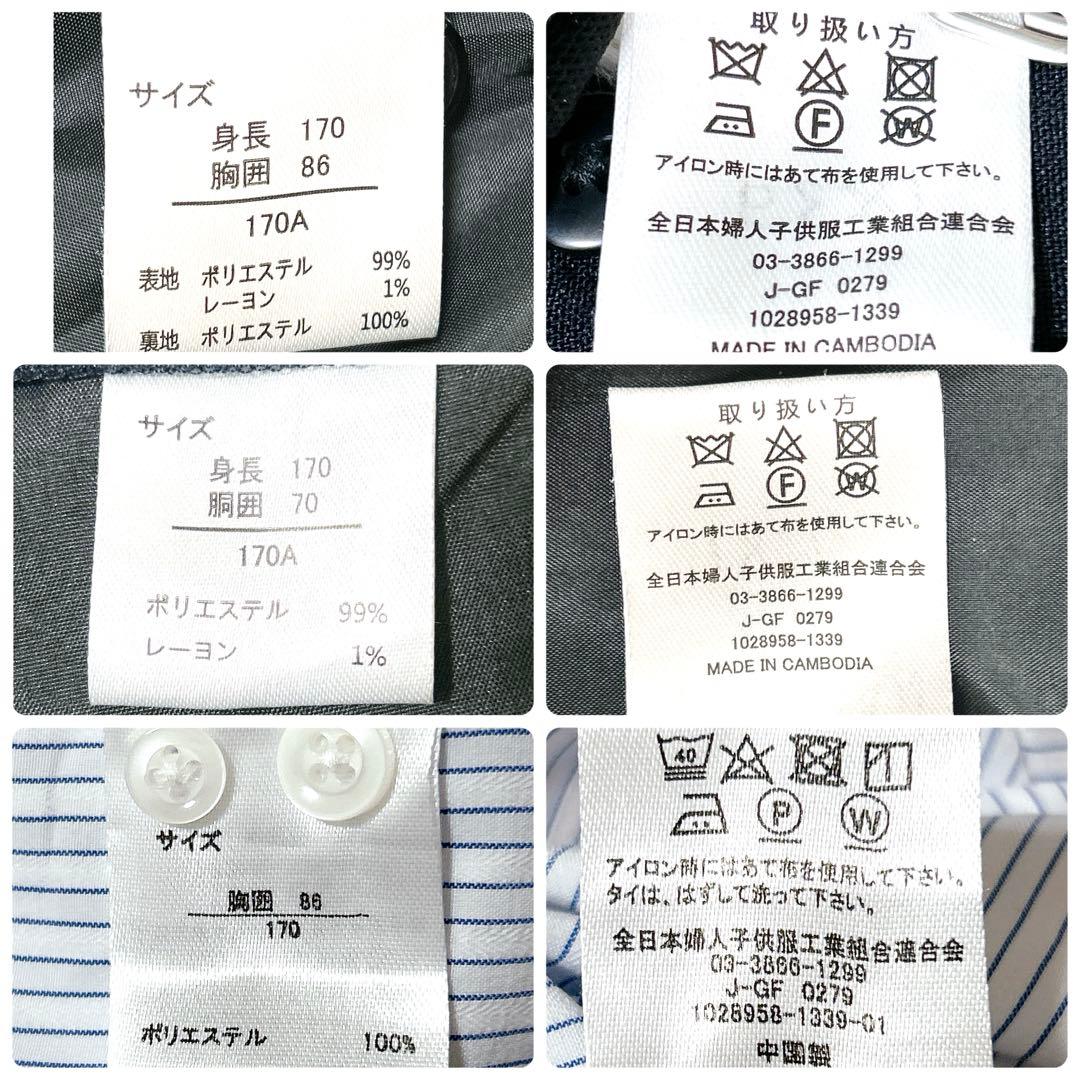 サイズ
身長 170
胸囲 86
170A
表地 ポリエステル 99%
レーヨン 1%
裏地 ポリエステル 100%
取り扱い方
F
W
アイロン時にはあて布を使用して下さい。
全日本婦人子供服工業組合連合会
03-3866-1299
J-GF 0279
1028958-1339
MADE IN CAMBODIA
サイズ
身長 170
胴囲 70
170A
ポリエステル 99%
レーヨン 1%
取り扱い方
F
W
アイロン時にはあて布を使用して下さい。
全日本婦人子供服工業組合連合会
03-3866-1299
J-GF 0279
1028958-1339
MADE IN CAMBODIA
サイズ
胸囲 86
170
ポリエステル 100%
40
P W
アイロン時にはあて布を使用して下さい。
タイは、はずして洗って下さい。
全日本婦人子供服工業組合連合会
03-3866-1299
J-GF 0279
1028958-1339-01
中国製